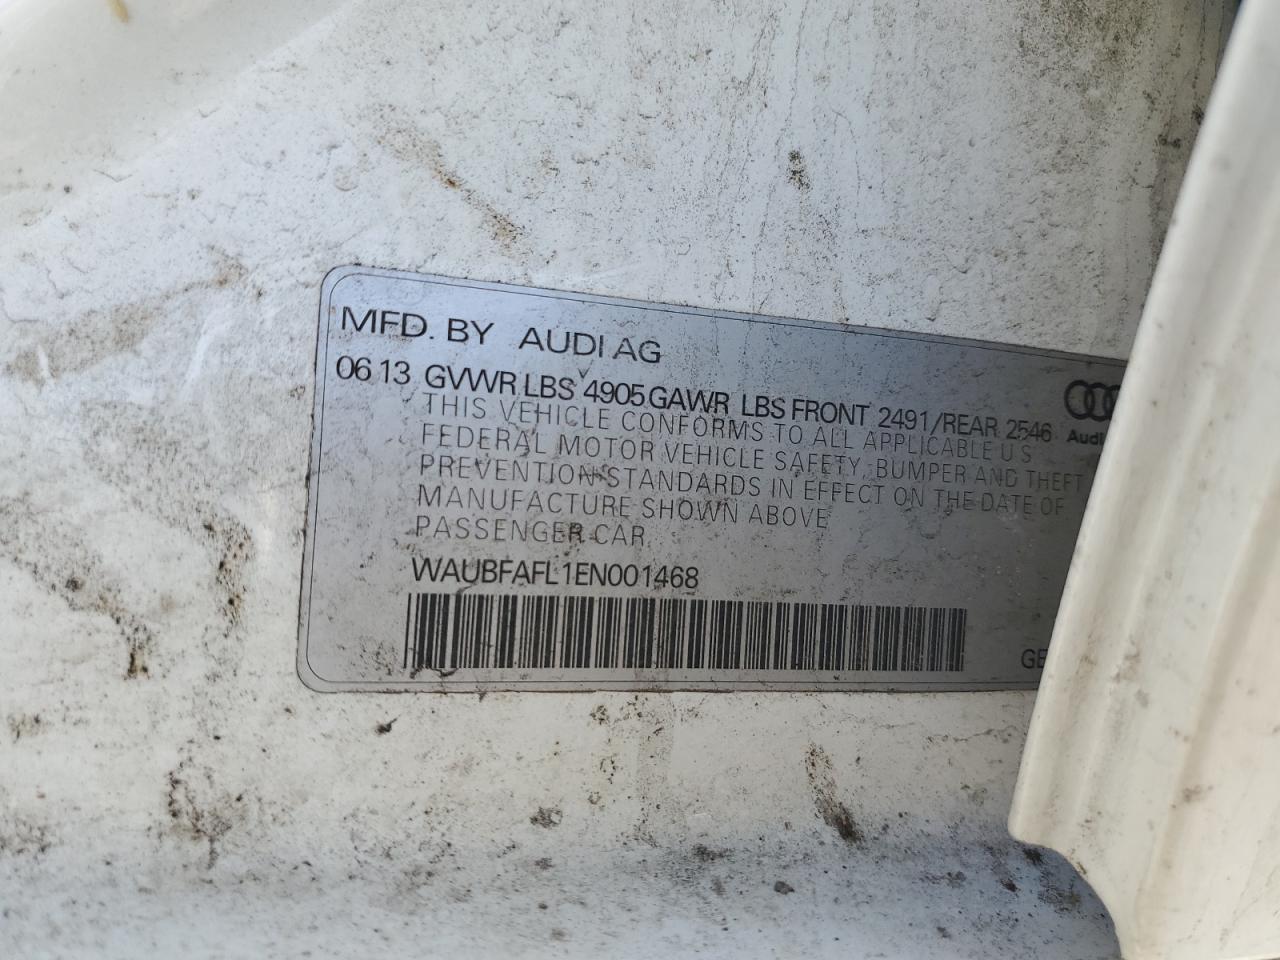 MFD. BY AUDI AG
06 13 GVWR LBS 4905 GAWR LBS FRONT 2491/REAR 2546
THIS VEHICLE CONFORMS TO ALL APPLICABLE U S
FEDERAL MOTOR VEHICLE SAFETY, BUMPER AND THEFT
PREVENTION STANDARDS IN EFFECT ON THE DATE OF
MANUFACTURE SHOWN ABOVE
PASSENGER CAR
Audi
WAUBFAFL1EN001468